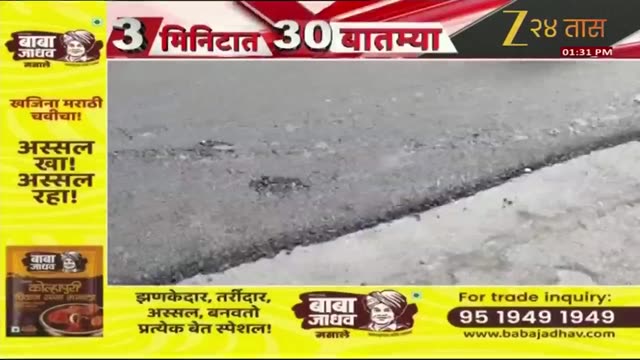 बाबा
जाधव
मसाले
3 मिनिटात 30 बातम्या
Z २४ तास
01:31 PM
खजिना मराठी
चवीचा!
अस्सल
खा!
अस्सल
रहा!
बाबा
जाधव
कोल्हापुरी
झणकेदार, तर्रीदार,
अस्सल, बनवतो
प्रत्येक बेत स्पेशल!
बाबा
जाधव
मसाले
For trade inquiry:
95 1949 1949
www.babajadhav.com